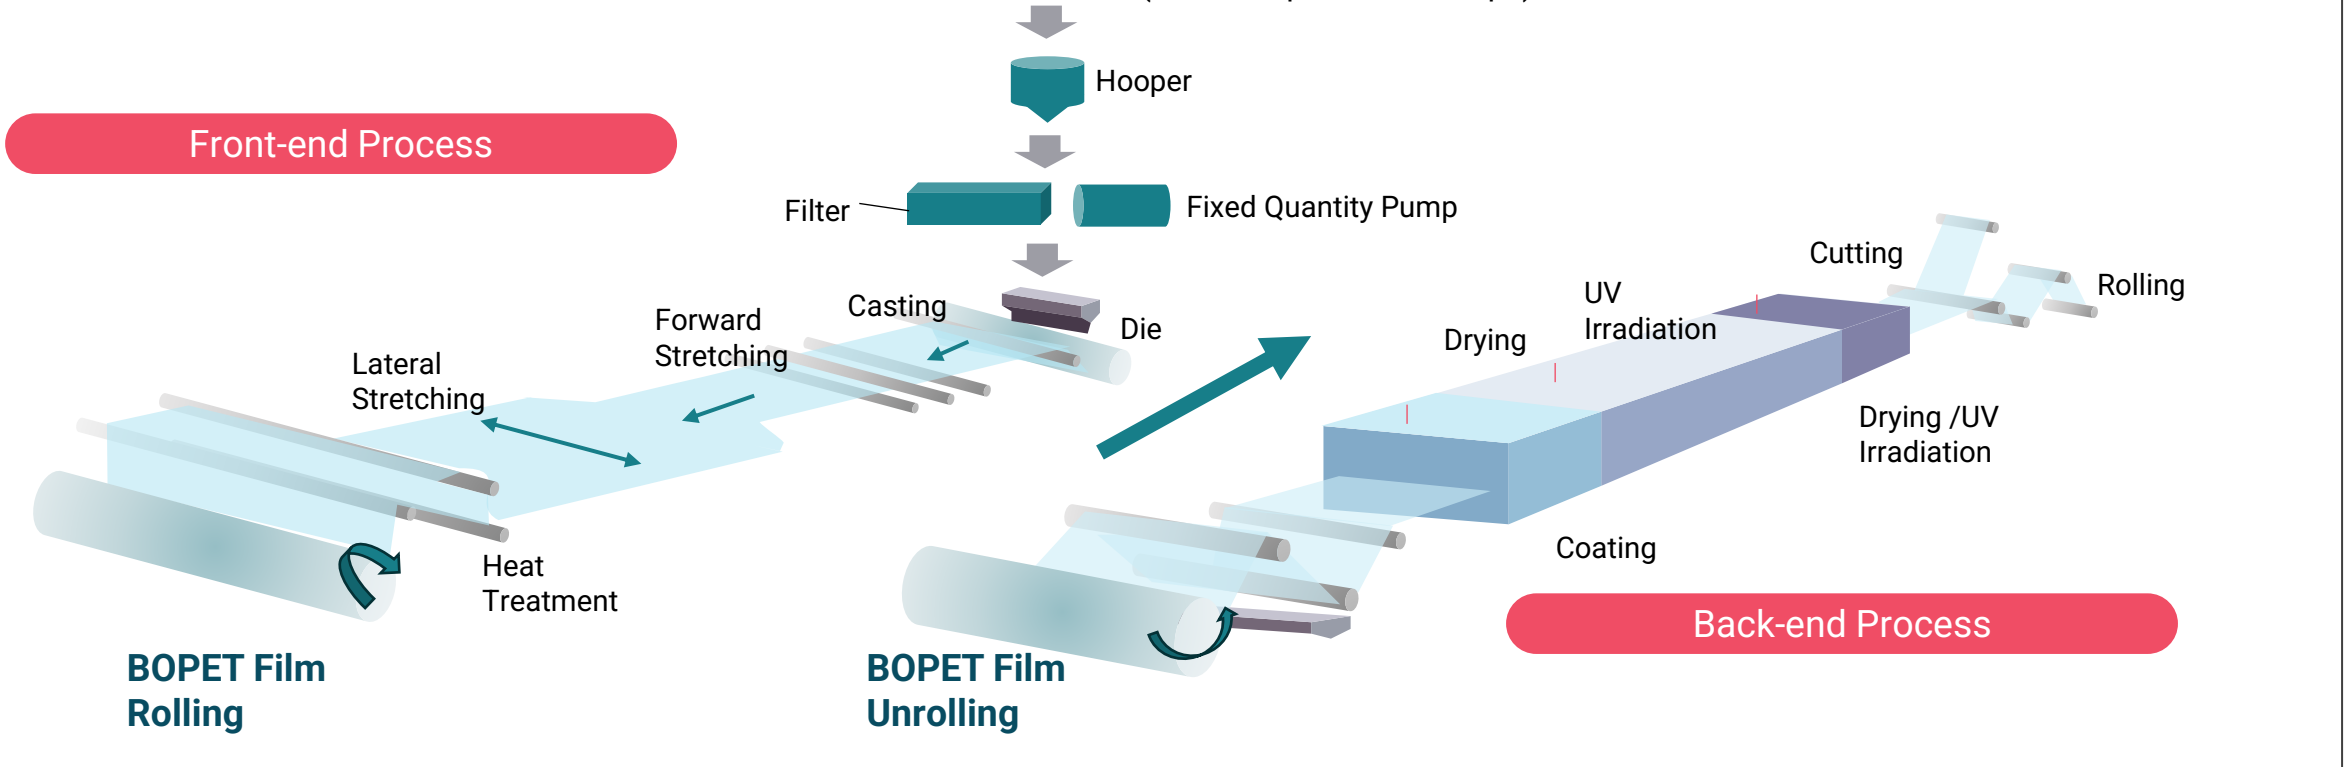 Hooper
Front-end Process
Filter
Fixed Quantity Pump
Casting
Die
Forward
Stretching
Lateral
Stretching
Heat
Treatment
BOPET Film
Rolling
Cutting
Rolling
UV
Irradiation
Drying
Drying /UV
Irradiation
Coating
Back-end Process
BOPET Film
Unrolling